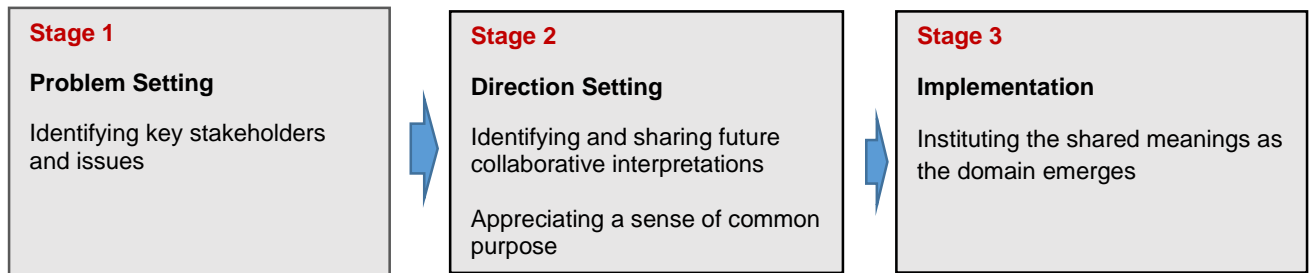 Stage 1
Problem Setting
Identifying key stakeholders
and issues
Stage 2
Direction Setting
Identifying and sharing future
collaborative interpretations
Appreciating a sense of common
purpose
Stage 3
Implementation
Instituting the shared meanings as
the domain emerges